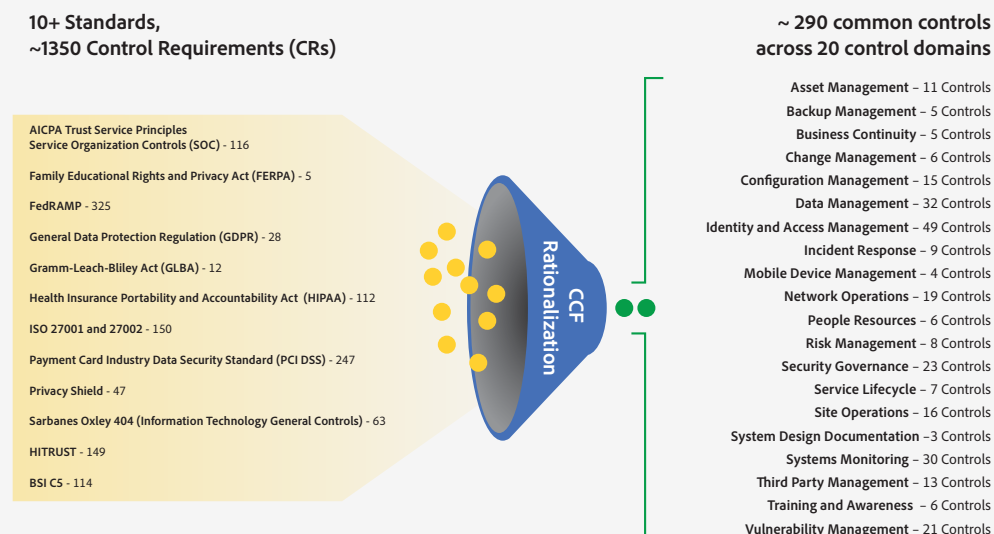 10+ Standards,
~1350 Control Requirements (CRs)
AICPA Trust Service Principles
Service Organization Controls (SOC) - 116
Family Educational Rights and Privacy Act (FERPA) - 5
FedRAMP - 325
General Data Protection Regulation (GDPR) - 28
Gramm-Leach-Bliley Act (GLBA) - 12
Health Insurance Portability and Accountability Act (HIPAA) - 112
ISO 27001 and 27002 - 150
Payment Card Industry Data Security Standard (PCI DSS) - 247
Privacy Shield - 47
Sarbanes Oxley 404 (Information Technology General Controls) - 63
HITRUST - 149
BSI C5 - 114
CCF
Rationalization
~ 290 common controls
across 20 control domains
Asset Management – 11 Controls
Backup Management – 5 Controls
Business Continuity – 5 Controls
Change Management – 6 Controls
Configuration Management – 15 Controls
Data Management – 32 Controls
Identity and Access Management – 49 Controls
Incident Response – 9 Controls
Mobile Device Management – 4 Controls
Network Operations – 19 Controls
People Resources – 6 Controls
Risk Management – 8 Controls
Security Governance – 23 Controls
Service Lifecycle – 7 Controls
Site Operations – 16 Controls
System Design Documentation –3 Controls
Systems Monitoring – 30 Controls
Third Party Management – 13 Controls
Training and Awareness – 6 Controls
Vulnerability Management – 21 Controls